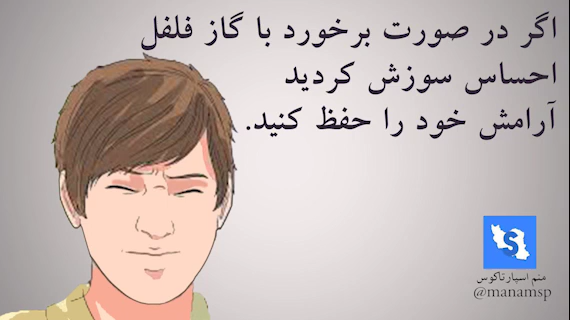 اگر در صورت برخورد با گاز فلفل
احساس سوزش کردید
آرامش خود را حفظ کنید.
منم اسپارتاکوس
@manamsp